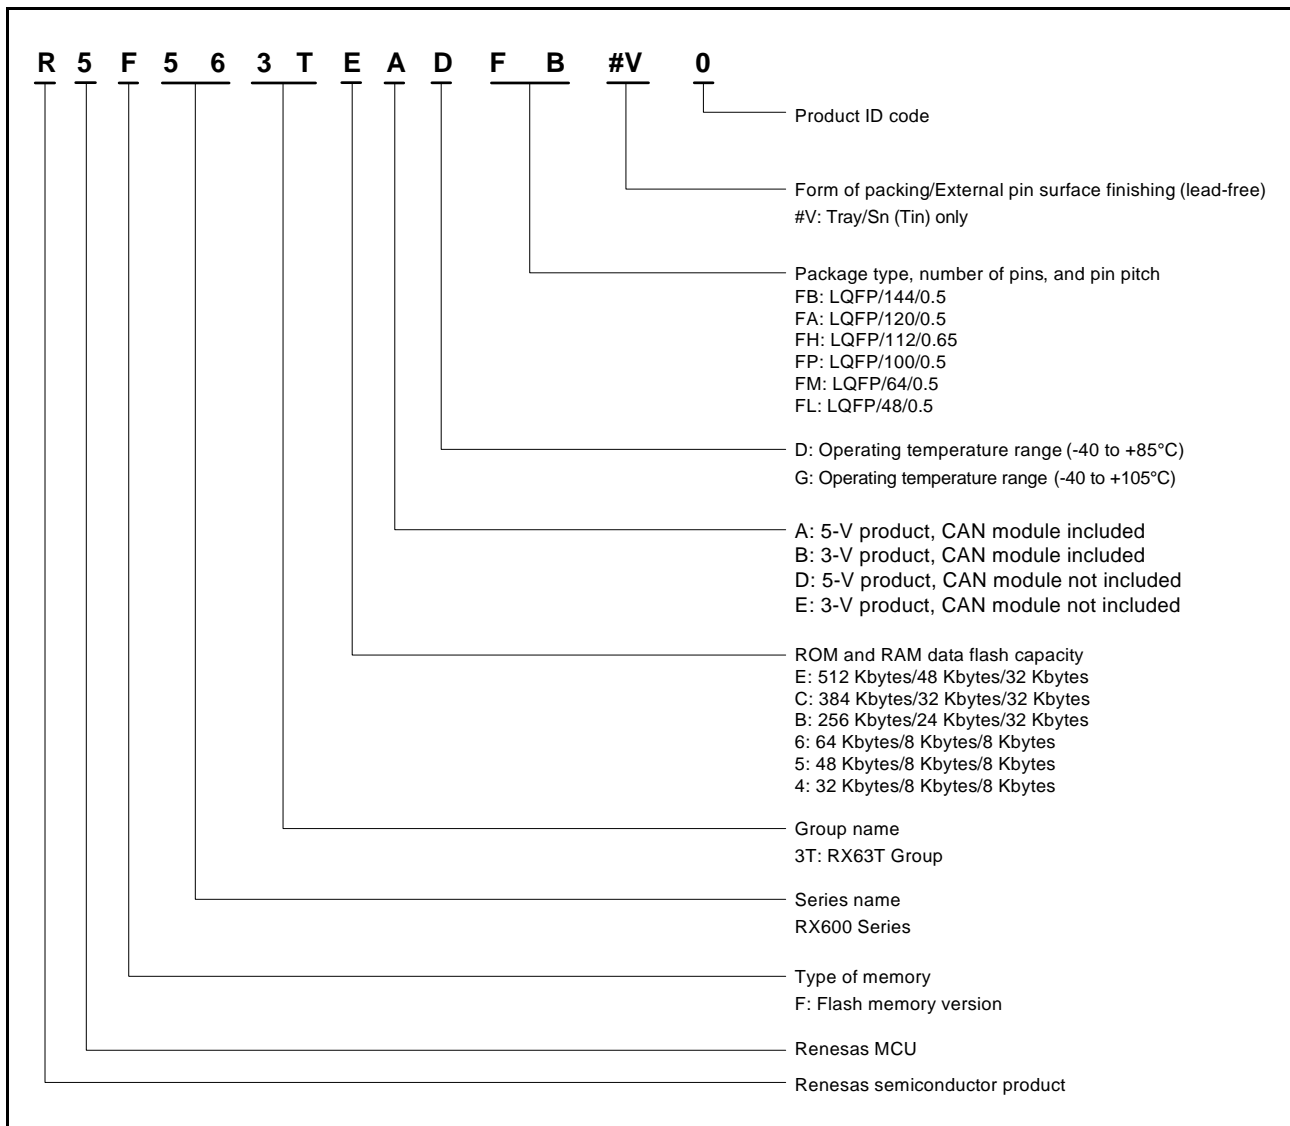 R 5 F 5 6 3 T E A D F B #V 0
Product ID code
Form of packing/External pin surface finishing (lead-free)
#V: Tray/Sn (Tin) only
Package type, number of pins, and pin pitch
FB: LQFP/144/0.5
FA: LQFP/120/0.5
FH: LQFP/112/0.65
FP: LQFP/100/0.5
FM: LQFP/64/0.5
FL: LQFP/48/0.5
D: Operating temperature range (-40 to +85°C)
G: Operating temperature range (-40 to +105°C)
A: 5-V product, CAN module included
B: 3-V product, CAN module included
D: 5-V product, CAN module not included
E: 3-V product, CAN module not included
ROM and RAM data flash capacity
E: 512 Kbytes/48 Kbytes/32 Kbytes
C: 384 Kbytes/32 Kbytes/32 Kbytes
B: 256 Kbytes/24 Kbytes/32 Kbytes
6: 64 Kbytes/8 Kbytes/8 Kbytes
5: 48 Kbytes/8 Kbytes/8 Kbytes
4: 32 Kbytes/8 Kbytes/8 Kbytes
Group name
3T: RX63T Group
Series name
RX600 Series
Type of memory
F: Flash memory version
Renesas MCU
Renesas semiconductor product